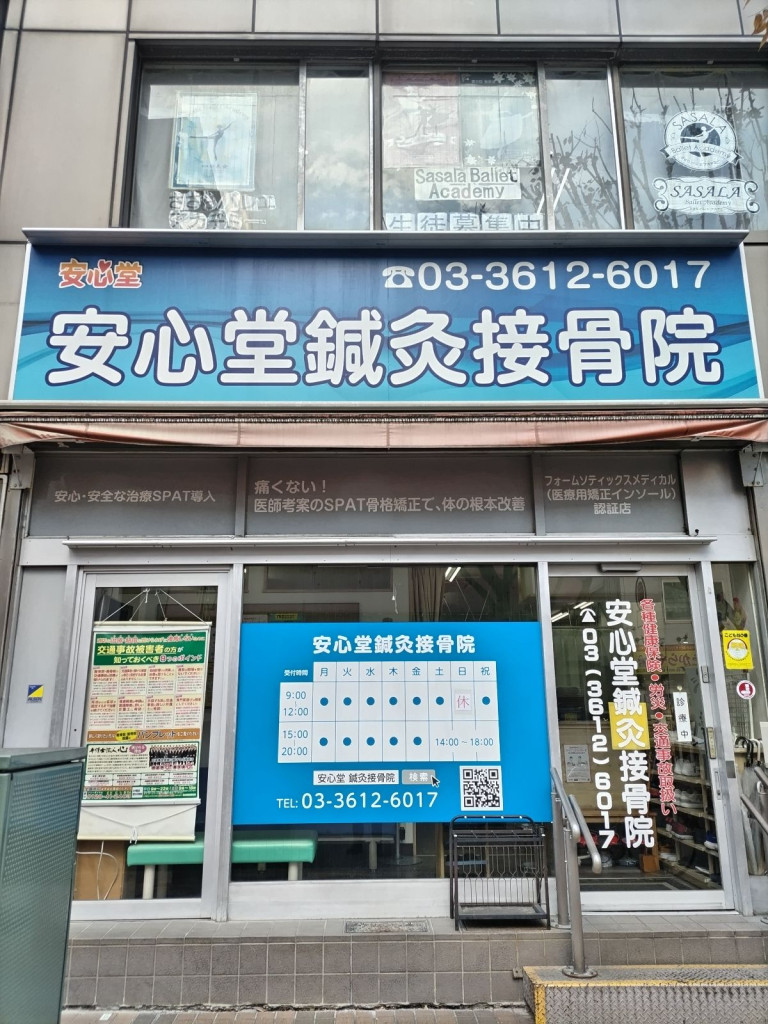 SASALA
Ballet Academy
Sasala Ballet
Academy
SASALA
Ballet Academy
生徒募集中
安心堂
☎03-3612-6017
安心堂鍼灸接骨院
安心・安全な治療SPAT導入
痛くない！
医師考案のSPAT骨格矯正で、体の根本改善
フォームソティックスメディカル
（医療用矯正インソール）
認証店
交通事故被害者の方が
知っておくべき8つのポイント
安心堂鍼灸接骨院
受付時間 月 火 水 木 金 土 日 祝
9:00 ● ● ● ● ● ● 休 ●
12:00
15:00 ● ● ● ● ● 14:00～18:00
20:00
安心堂 鍼灸接骨院 検索
TEL: 03-3612-6017
各種健康保険・労災・交通事故取扱い
安心堂鍼灸接骨院
☎03(3612)6017
診療中